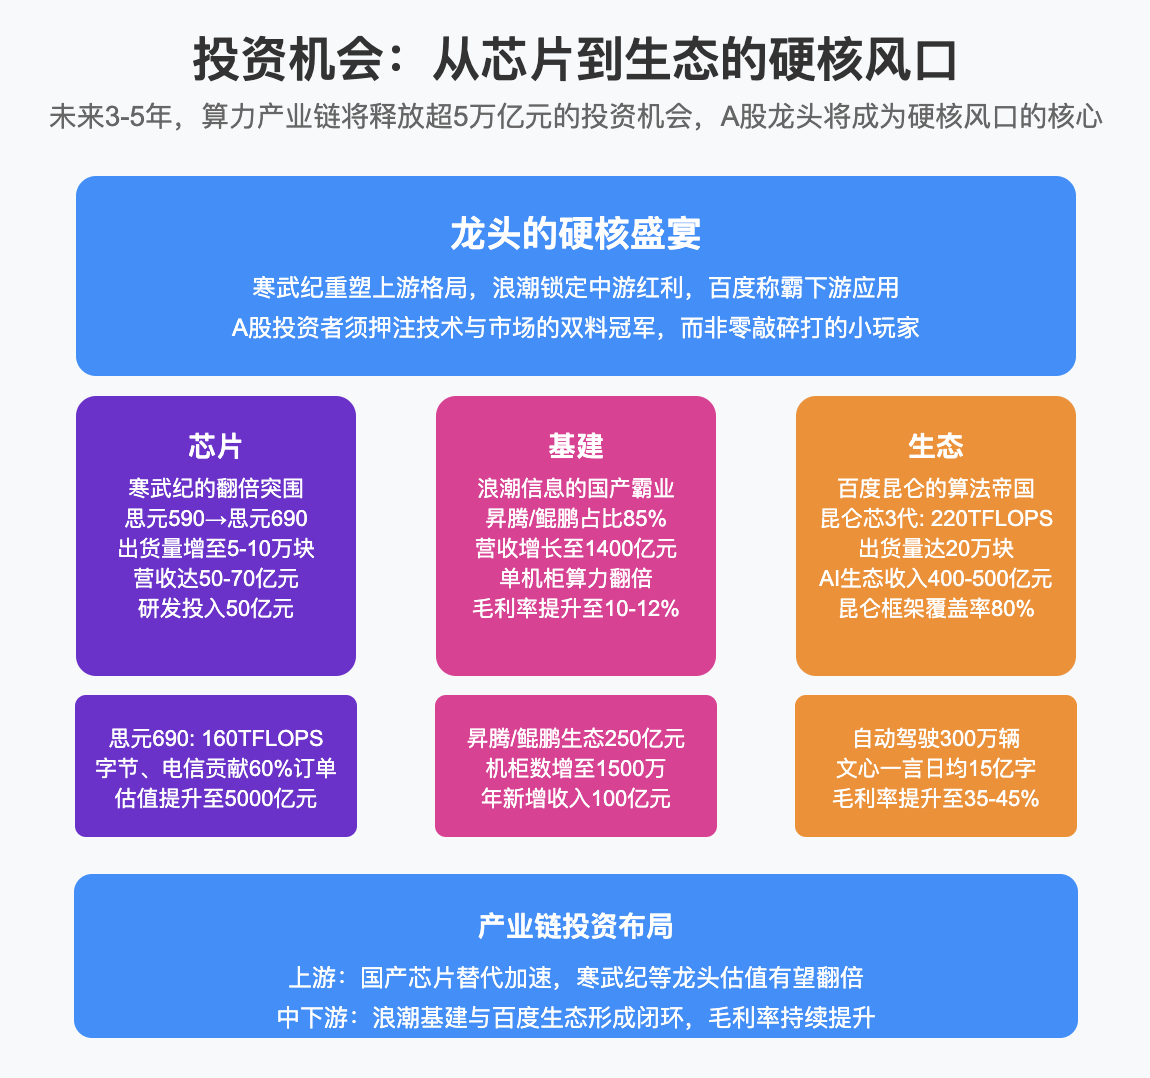 投资机会：从芯片到生态的硬核风口
未来3-5年，算力产业链将释放超5万亿元的投资机会，A股龙头将成为硬核风口的核心
龙头的硬核盛宴
寒武纪重塑上游格局，浪潮锁定中游红利，百度称霸下游应用
A股投资者须押注技术与市场的双料冠军，而非零敲碎打的小玩家
芯片
寒武纪的翻倍突围
思元590→思元690
出货量增至5-10万块
营收达50-70亿元
研发投入50亿元
基建
浪潮信息的国产霸业
昇腾/鲲鹏占比85%
营收增长至1400亿元
单机柜算力翻倍
毛利率提升至10-12%
生态
百度昆仑的算法帝国
昆仑芯3代: 220TFLOPS
出货量达20万块
AI生态收入400-500亿元
昆仑框架覆盖率80%
思元690: 160TFLOPS
字节、电信贡献60%订单
估值提升至5000亿元
昇腾/鲲鹏生态250亿元
机柜数增至1500万
年新增收入100亿元
自动驾驶300万辆
文心一言日均15亿字
毛利率提升至35-45%
产业链投资布局
上游：国产芯片替代加速，寒武纪等龙头估值有望翻倍
中下游：浪潮基建与百度生态形成闭环，毛利率持续提升